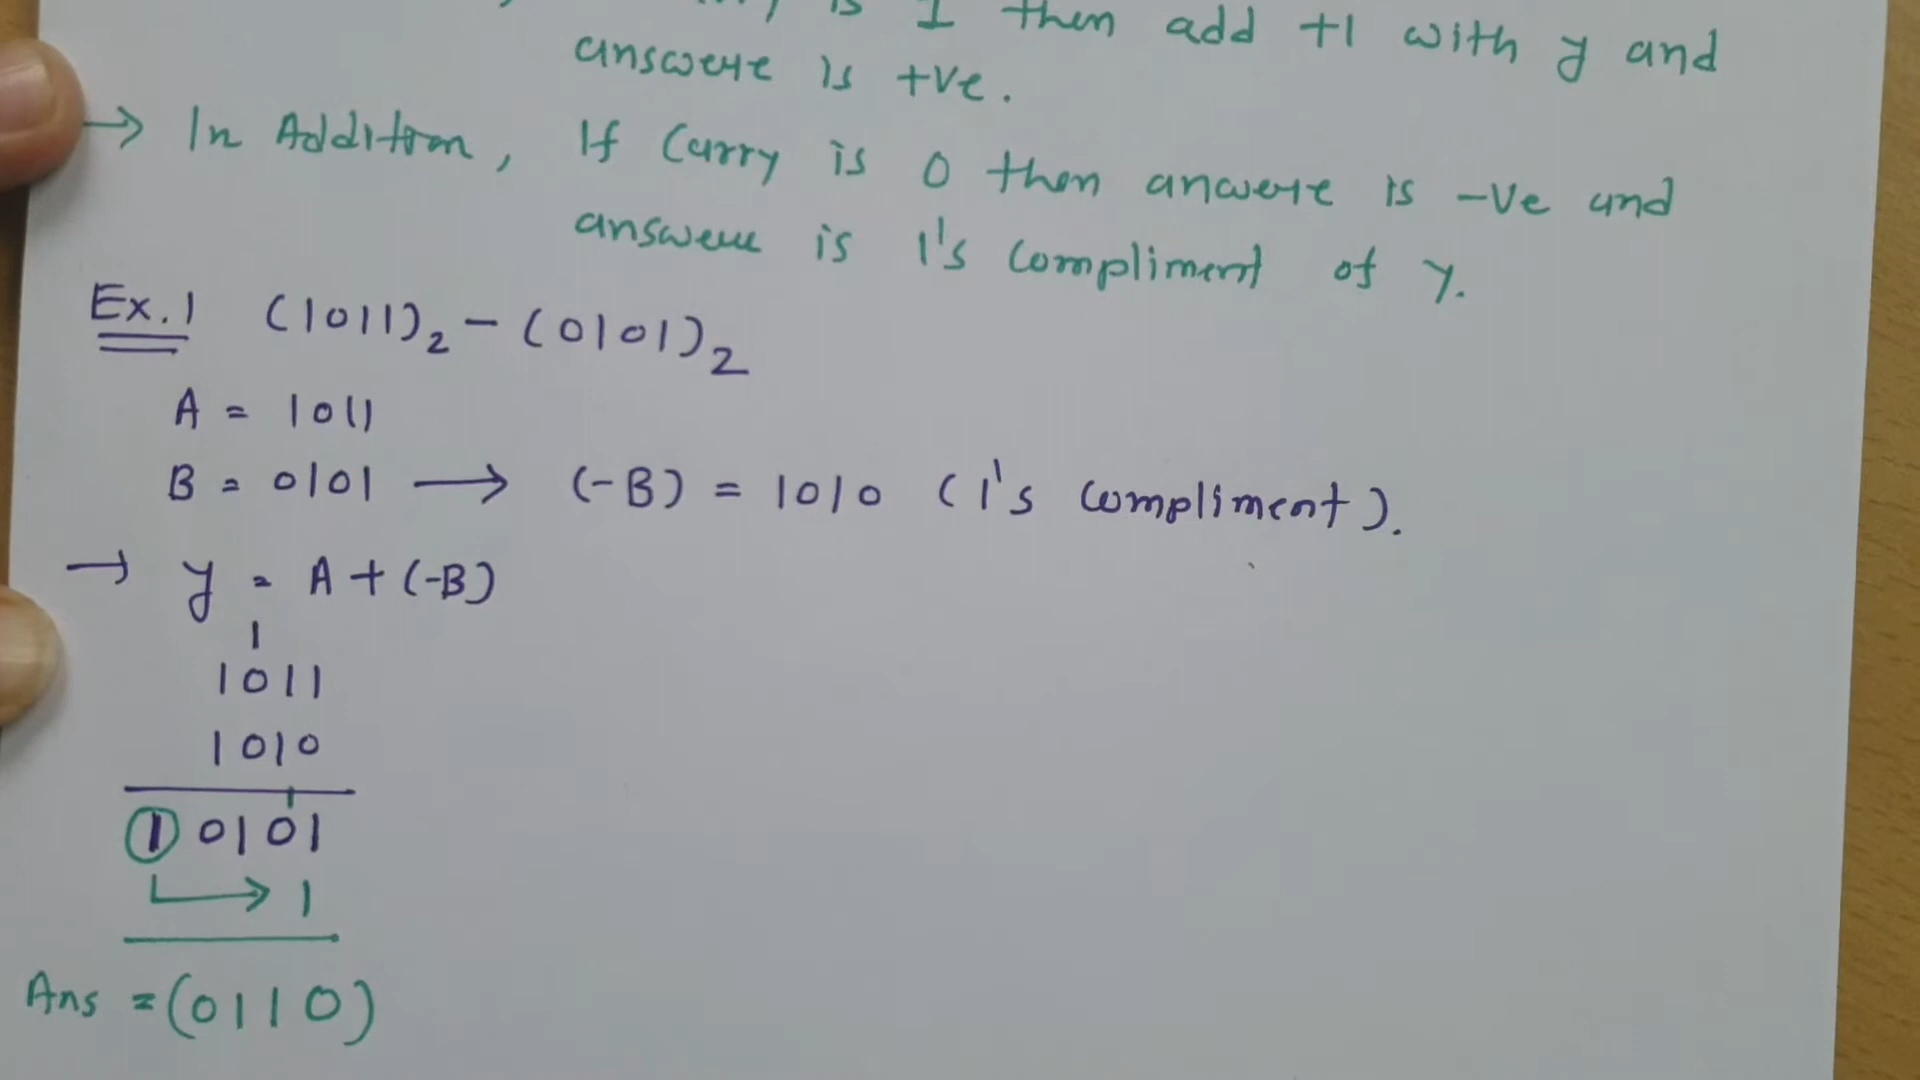 is 1 then add +1 with y and
answere is +ve.
→ In Addition, If Carry is 0 then anwere is -ve and
answere is 1's Compliment of y.
Ex.1 (1011)₂ - (0101)₂
A = 1011
B = 0101 → (-B) = 1010 (1's compliment).
→ y = A + (-B)
1
1011
1010
1
1 0101
→ 1
Ans = (0110)